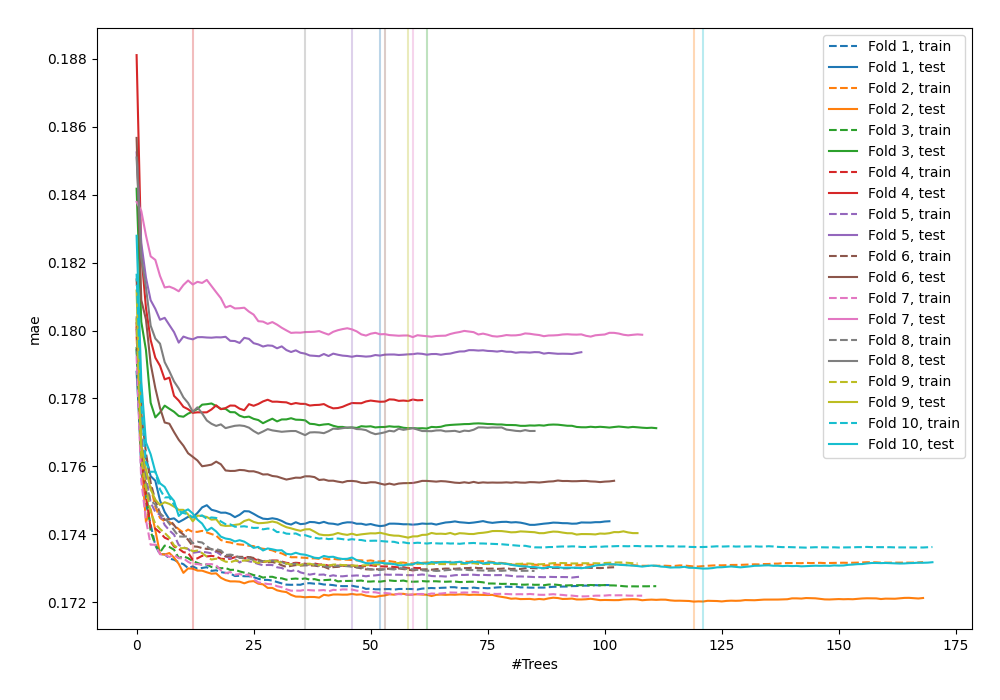 0.188
0.186
0.184
0.182
0.180
0.178
0.176
0.174
0.172
mae
0
25
50
75
100
125
150
175
#Trees
Fold 1, train
Fold 1, test
Fold 2, train
Fold 2, test
Fold 3, train
Fold 3, test
Fold 4, train
Fold 4, test
Fold 5, train
Fold 5, test
Fold 6, train
Fold 6, test
Fold 7, train
Fold 7, test
Fold 8, train
Fold 8, test
Fold 9, train
Fold 9, test
Fold 10, train
Fold 10, test